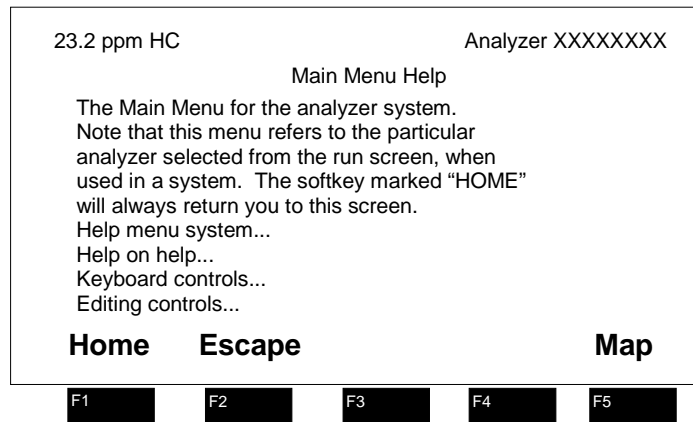 23.2 ppm HC Analyzer XXXXXXXX
Main Menu Help
The Main Menu for the analyzer system.
Note that this menu refers to the particular
analyzer selected from the run screen, when
used in a system. The softkey marked “HOME”
will always return you to this screen.
Help menu system...
Help on help...
Keyboard controls...
Editing controls...
Home Escape Map
F1 F2 F3 F4 F5